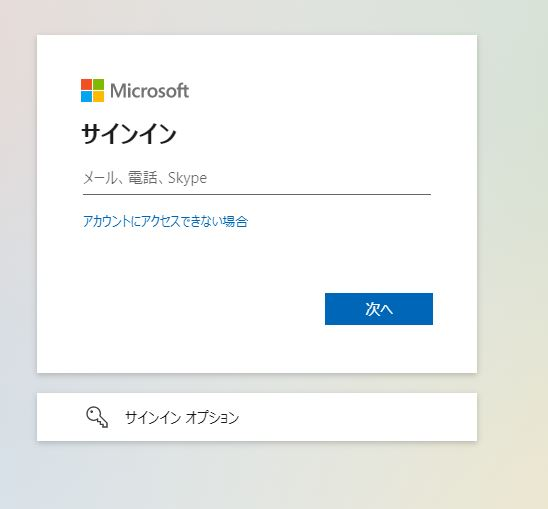 Microsoft
サインイン
メール、電話、Skype
アカウントにアクセスできない場合
次へ
サインイン オプション